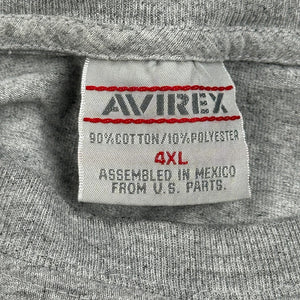 AVIREX
90% COTTON/10% POLYESTER
4XL
ASSEMBLED IN MEXICO
FROM U.S. PARTS.